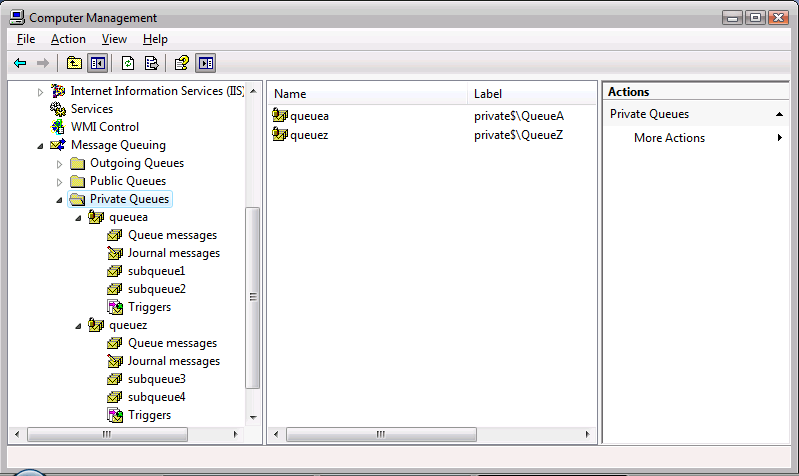 Computer Management
File Action View Help
Internet Information Services (IIS)
Services
WMI Control
Message Queuing
Outgoing Queues
Public Queues
Private Queues
queuea
Queue messages
Journal messages
subqueue1
subqueue2
Triggers
queuez
Queue messages
Journal messages
subqueue3
subqueue4
Triggers
Name Label
queuea private$\QueueA
queuez private$\QueueZ
Actions
Private Queues
More Actions